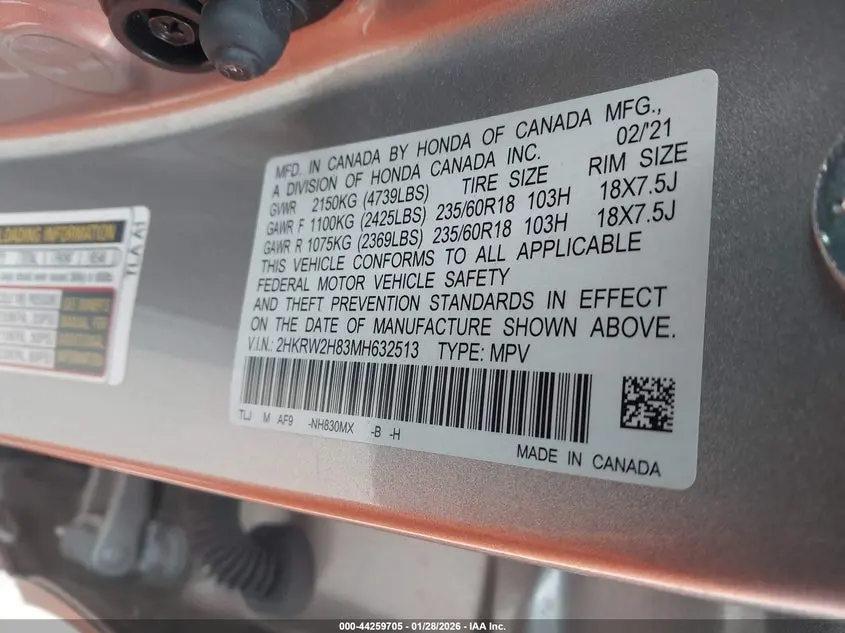 MFD. IN CANADA BY HONDA OF CANADA MFG.,
A DIVISION OF HONDA CANADA INC. 02/'21
GVWR 2150KG (4739LBS) TIRE SIZE RIM SIZE
GAWR F 1100KG (2425LBS) 235/60R18 103H 18X7.5J
GAWR R 1075KG (2369LBS) 235/60R18 103H 18X7.5J
THIS VEHICLE CONFORMS TO ALL APPLICABLE
FEDERAL MOTOR VEHICLE SAFETY
AND THEFT PREVENTION STANDARDS IN EFFECT
ON THE DATE OF MANUFACTURE SHOWN ABOVE.
V.I.N.: 2HKRW2H83MH632513 TYPE: MPV
TLJ M AF9 -NH830MX -B -H
MADE IN CANADA
LOADING INFORMATION
TLA A1
000-44259705 — 01/28/2026 — IAA Inc.